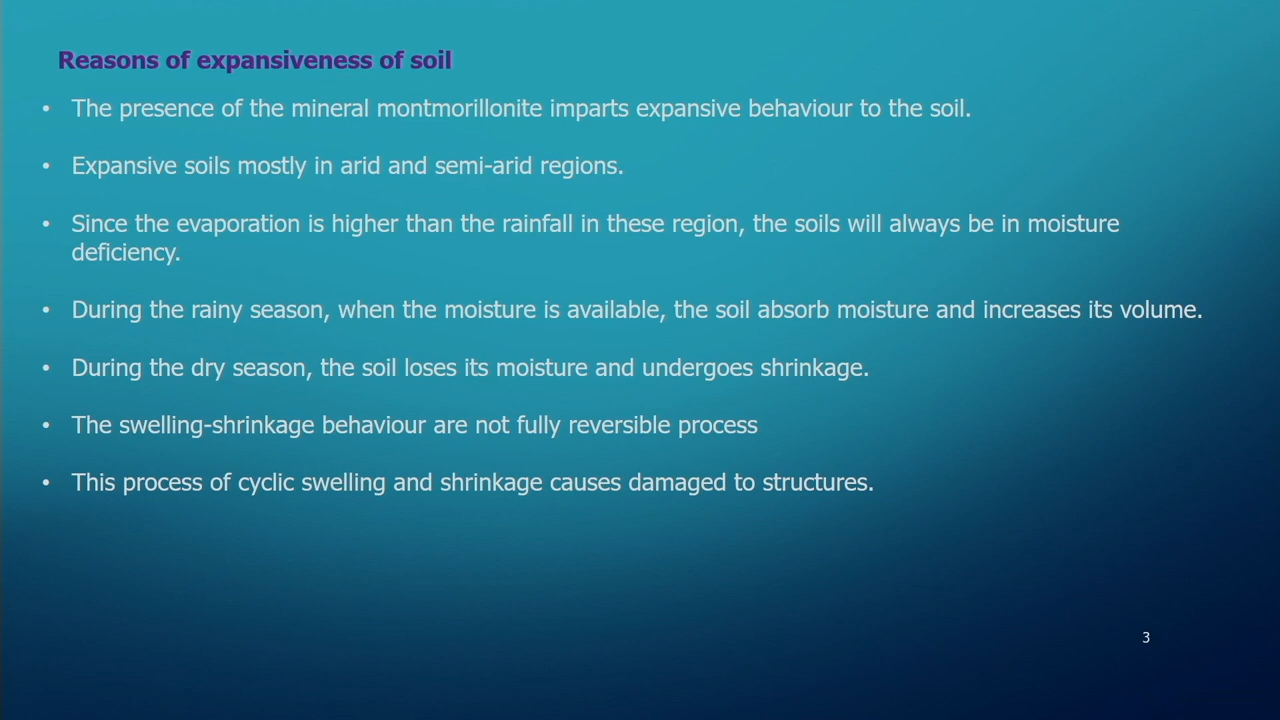 Reasons of expansiveness of soil
• The presence of the mineral montmorillonite imparts expansive behaviour to the soil.
• Expansive soils mostly in arid and semi-arid regions.
• Since the evaporation is higher than the rainfall in these region, the soils will always be in moisture
deficiency.
• During the rainy season, when the moisture is available, the soil absorb moisture and increases its volume.
• During the dry season, the soil loses its moisture and undergoes shrinkage.
• The swelling-shrinkage behaviour are not fully reversible process
• This process of cyclic swelling and shrinkage causes damaged to structures.
3